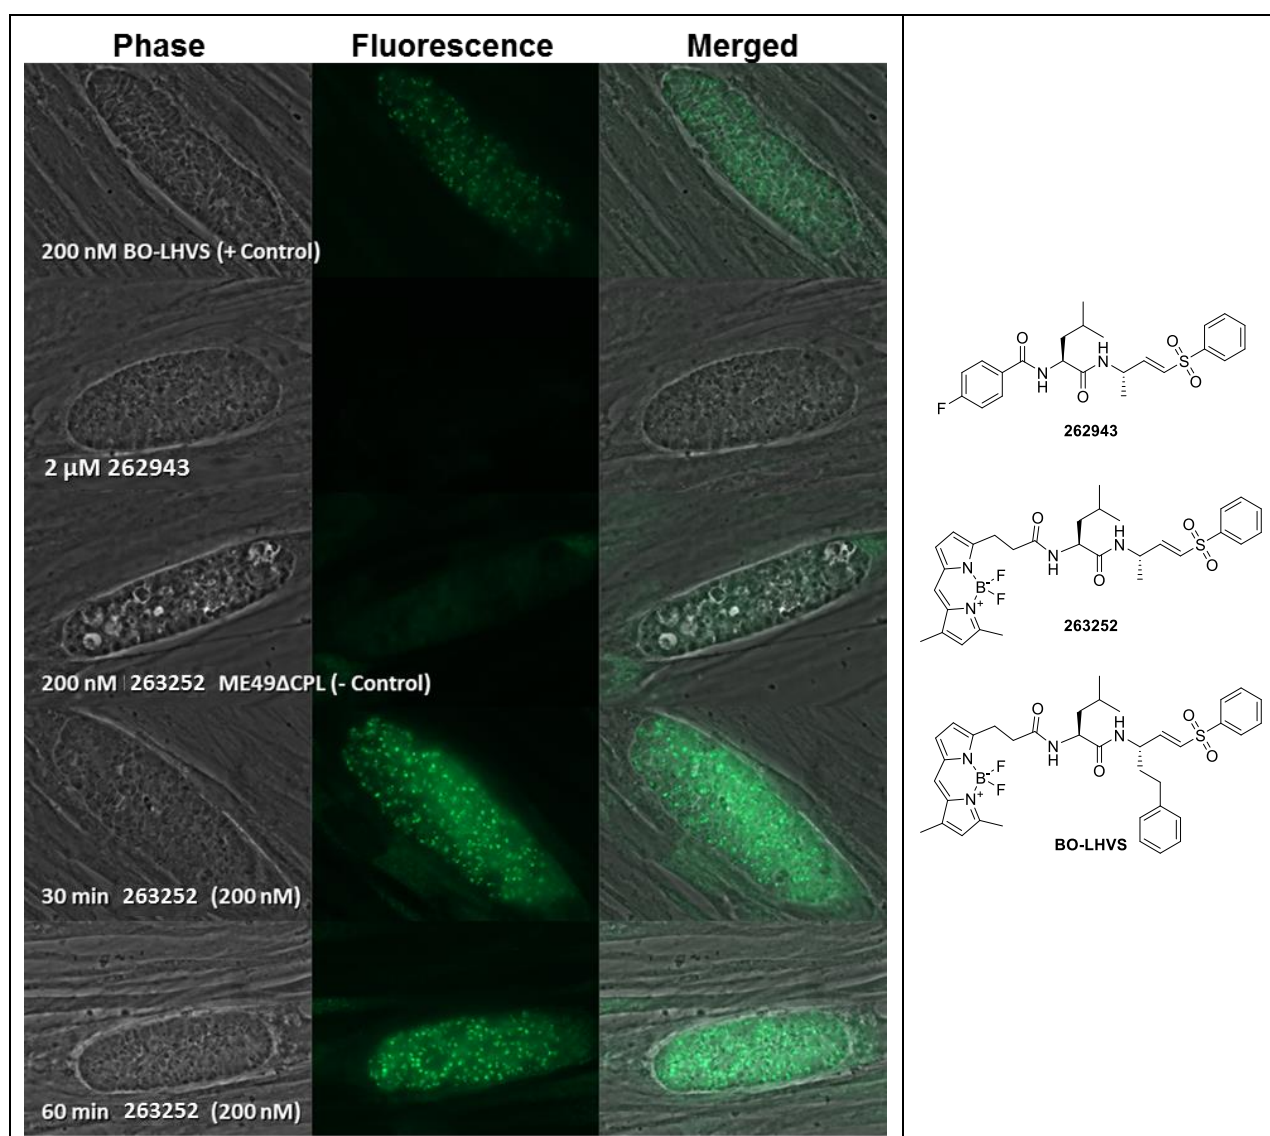 Phase Fluorescence Merged
200 nM BO-LHVS (+ Control)
2 µM 262943
200 nM 263252 ME49ΔCPL (- Control)
30 min 263252 (200 nM)
60 min 263252 (200 nM)
O
H
N
O
S
O
N
H
O
F
262943
O
H
N
O
S
O
N
H
O
N
F
B-
F
N+
263252
O
H
N
O
S
O
N
H
O
N
F
B-
F
N+
BO-LHVS